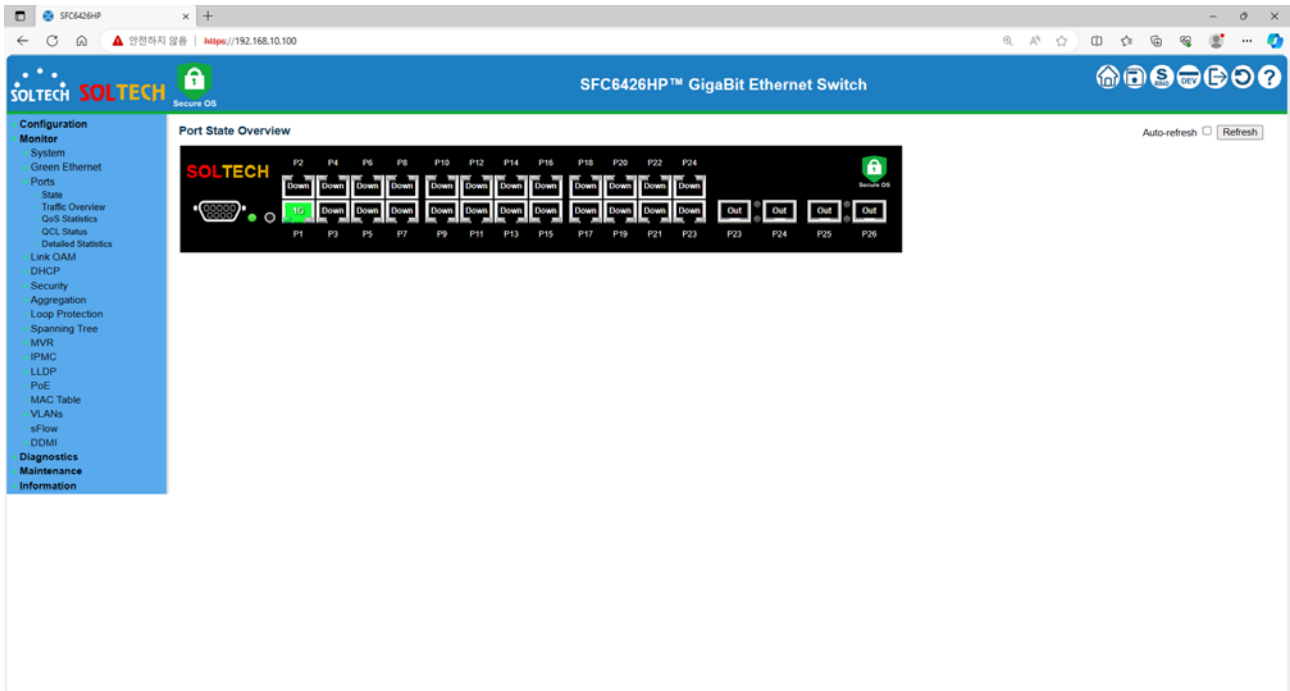 SFC6426HP
안전하지 않음 https://192.168.10.100
SOLTECH SOLTECH
Secure OS
SFC6426HP™ GigaBit Ethernet Switch
S RING
DEV
?
Configuration
Monitor
System
Green Ethernet
Ports
State
Traffic Overview
QoS Statistics
QCL Status
Detailed Statistics
Link OAM
DHCP
Security
Aggregation
Loop Protection
Spanning Tree
MVR
IPMC
LLDP
PoE
MAC Table
VLANs
sFlow
DDMI
Diagnostics
Maintenance
Information
Port State Overview
Auto-refresh Refresh
SOLTECH
P2 P4 P6 P8 P10 P12 P14 P16 P18 P20 P22 P24
Secure OS
Down Down Down Down Down Down Down Down Down Down Down Down
1G Down Down Down Down Down Down Down Down Down Down Down Out Out Out Out
P1 P3 P5 P7 P9 P11 P13 P15 P17 P19 P21 P23 P23 P24 P25 P26